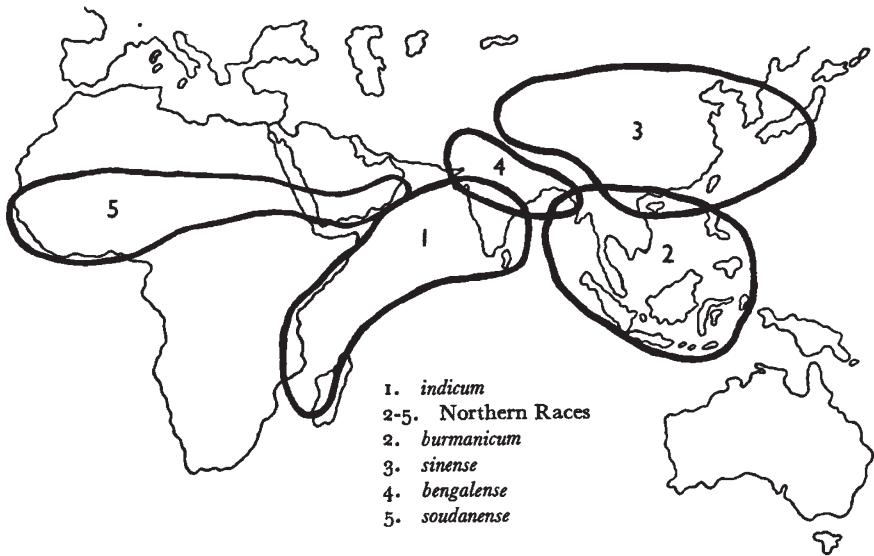 3
4
5
1
2
1. indicum
2-5. Northern Races
2. burmanicum
3. sinense
4. bengalense
5. soudanense